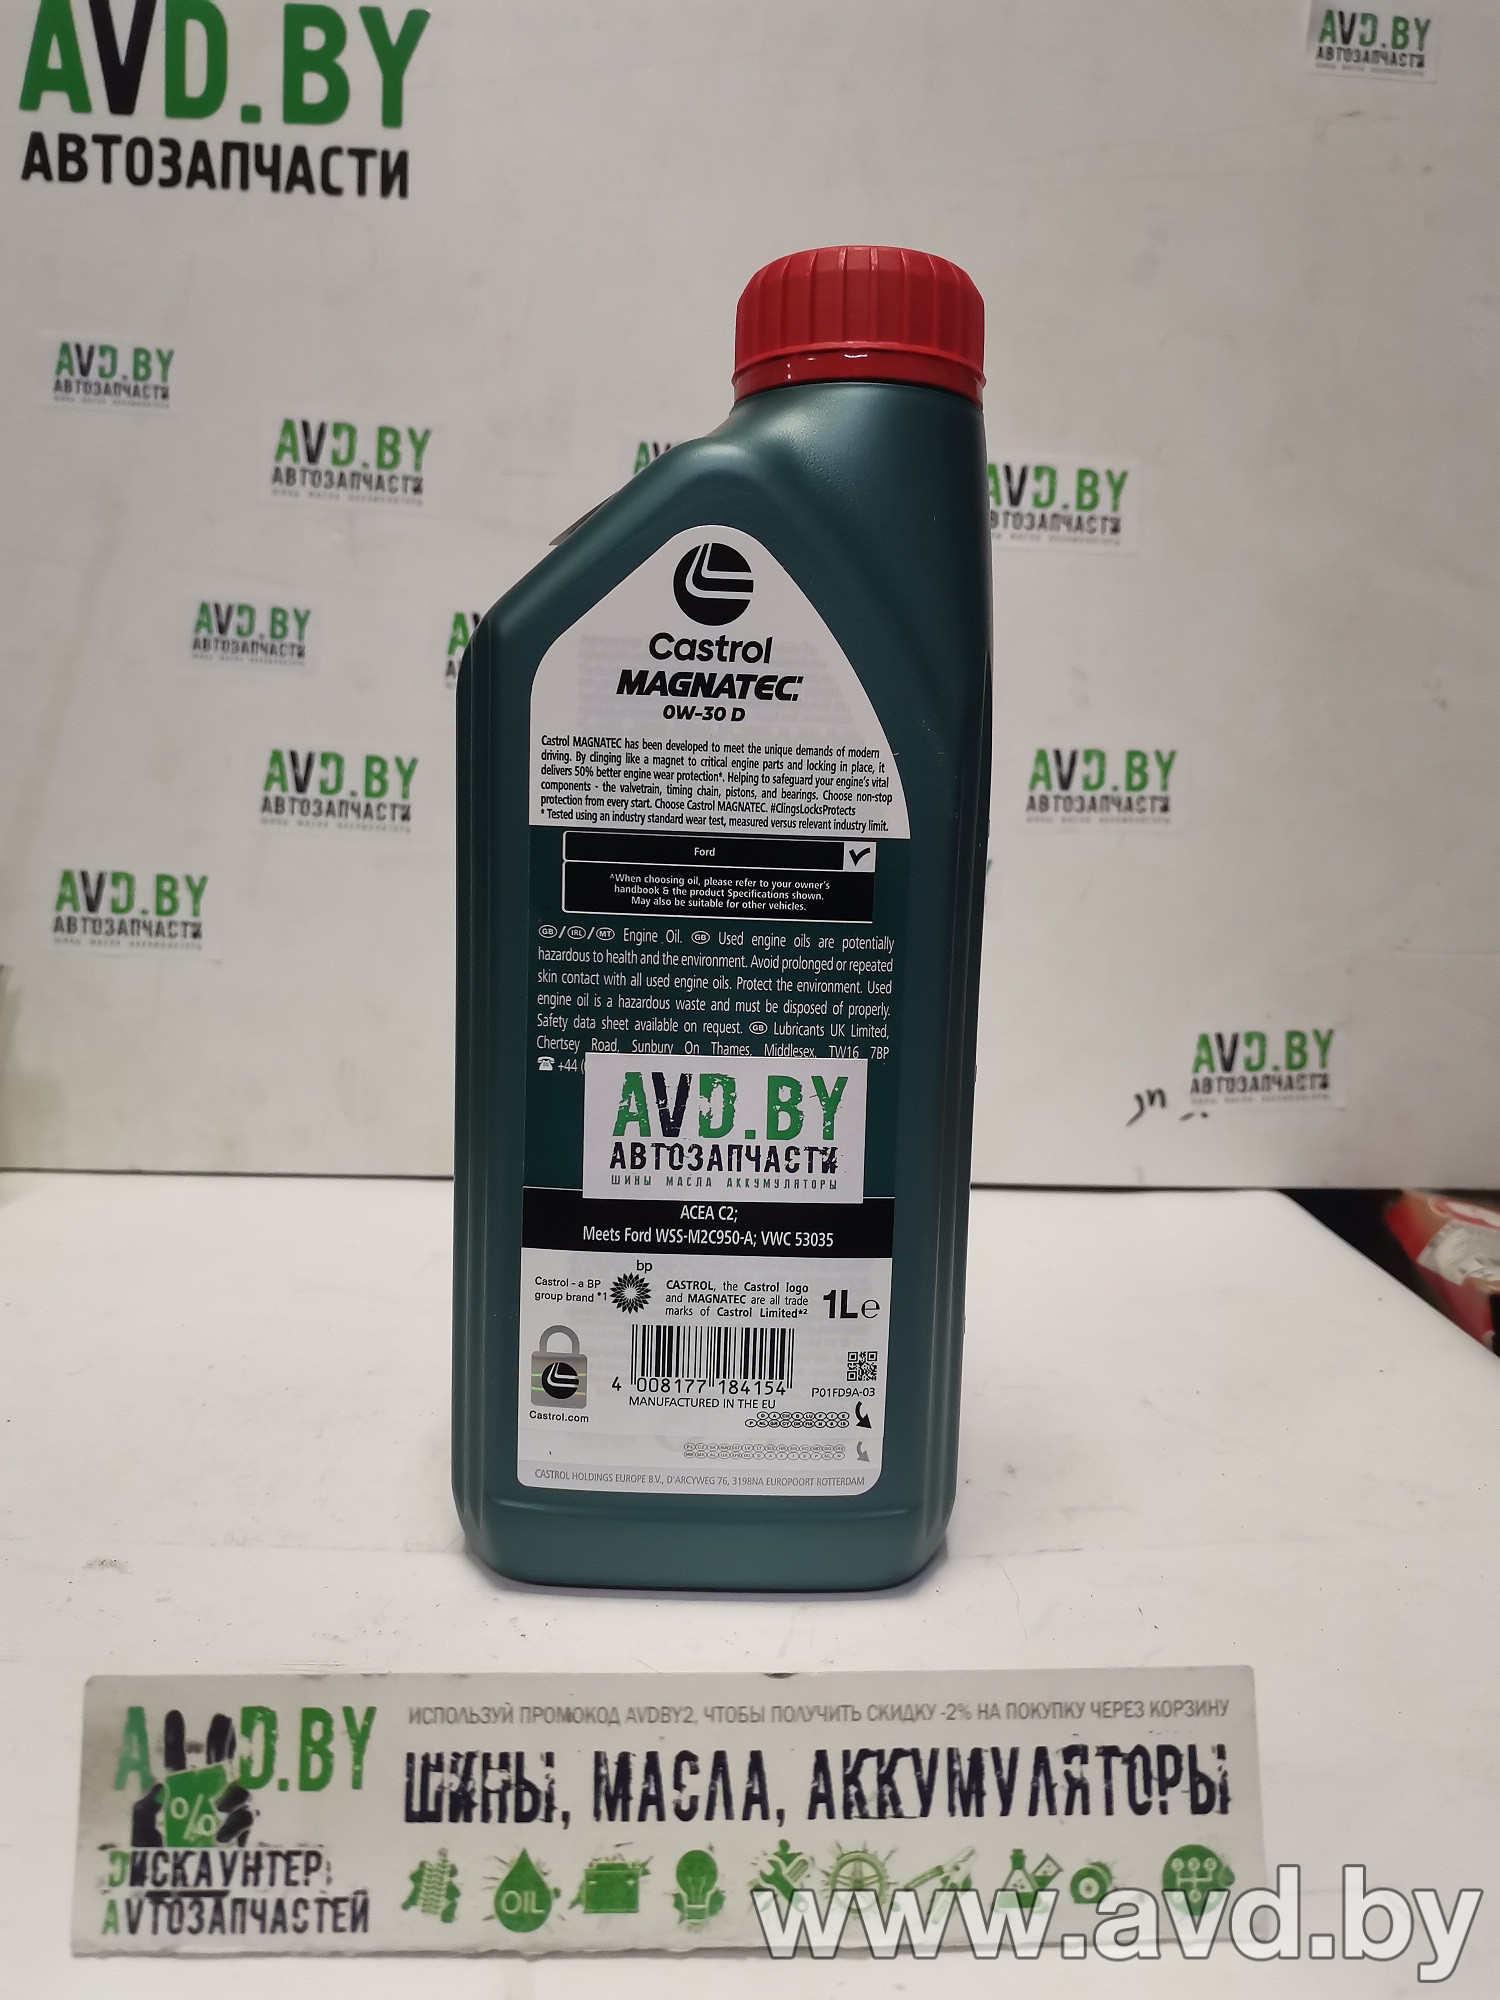 AVD.BY
АВТОЗАПЧАСТИ
AVD.BY
АВТОЗАПЧАСТИ
AVD.BY
АВТОЗАПЧАСТИ
AVD.BY
АВТОЗАПЧАСТИ
AVD.BY
АВТОЗАПЧАСТИ
AVD.BY
АВТОЗАПЧАСТИ
AVD.BY
АВТОЗАПЧАСТИ
AVD.BY
АВТОЗАПЧАСТИ
AVD.BY
АВТОЗАПЧАСТИ
AVD.BY
АВТОЗАПЧАСТИ
Castrol
MAGNATEC
0W-30 D
Castrol MAGNATEC has been developed to meet the unique demands of modern
driving. By clinging like a magnet to critical engine parts and locking in place, it
delivers 50% better engine wear protection*. Helping to safeguard your engine's vital
components - the valvetrain, timing chain, pistons, and bearings. Choose non-stop
protection from every start. Choose Castrol MAGNATEC. #ClingsLocksProtects
* Tested using an industry standard wear test, measured versus relevant industry limit.
Ford
^When choosing oil, please refer to your owner's
handbook & the product Specifications shown.
May also be suitable for other vehicles.
GB/IRL/MT Engine Oil. GB Used engine oils are potentially
hazardous to health and the environment. Avoid prolonged or repeated
skin contact with all used engine oils. Protect the environment. Used
engine oil is a hazardous waste and must be disposed of properly.
Safety data sheet available on request. GB Lubricants UK Limited,
Chertsey Road, Sunbury On Thames, Middlesex, TW16 7BP
+44 (
AVD.BY
АВТОЗАПЧАСТИ
ШИНЫ МАСЛА АККУМУЛЯТОРЫ
ACEA C2;
Meets Ford WSS-M2C950-A; VWC 53035
bp
Castrol - a BP
group brand *1
CASTROL, the Castrol logo
and MAGNATEC are all trade
marks of Castrol Limited*2
1L e
4 008177 184154
P01FD9A-03
MANUFACTURED IN THE EU
Castrol.com
CASTROL HOLDINGS EUROPE B.V., D'ARCYWEG 76, 3198NA EUROPOORT ROTTERDAM
ИСПОЛЬЗУЙ ПРОМОКОД AVDBY2, ЧТОБЫ ПОЛУЧИТЬ СКИДКУ -2% НА ПОКУПКУ ЧЕРЕЗ КОРЗИНУ
AVD.BY
%
ДИСКАУНТЕР
АVТОЗАПЧАСТЕЙ
ШИНЫ, МАСЛА, АККУМУЛЯТОРЫ
OIL
www.avd.by